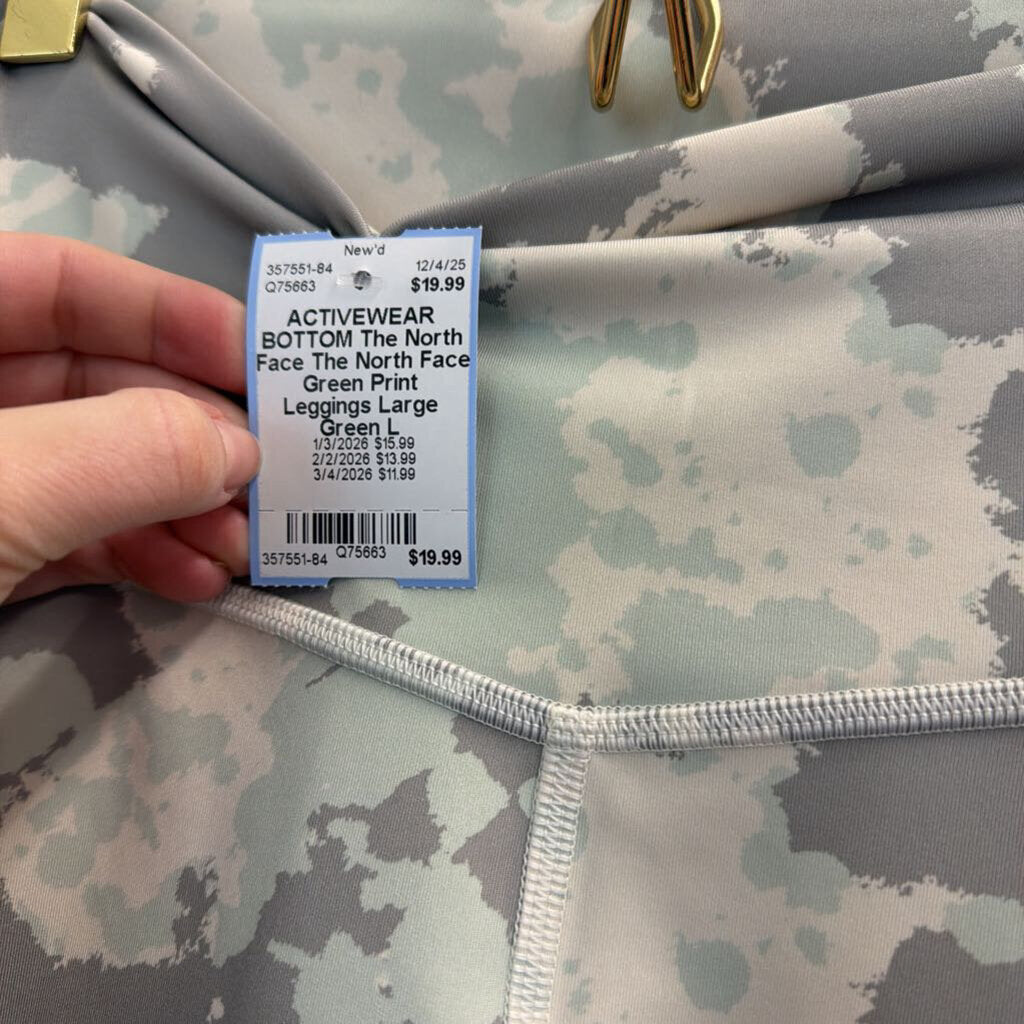 New'd
357551-84 12/4/25
Q75663 $19.99
ACTIVEWEAR
BOTTOM The North
Face The North Face
Green Print
Leggings Large
Green L
1/3/2026 $15.99
2/2/2026 $13.99
3/4/2026 $11.99
357551-84 Q75663 $19.99